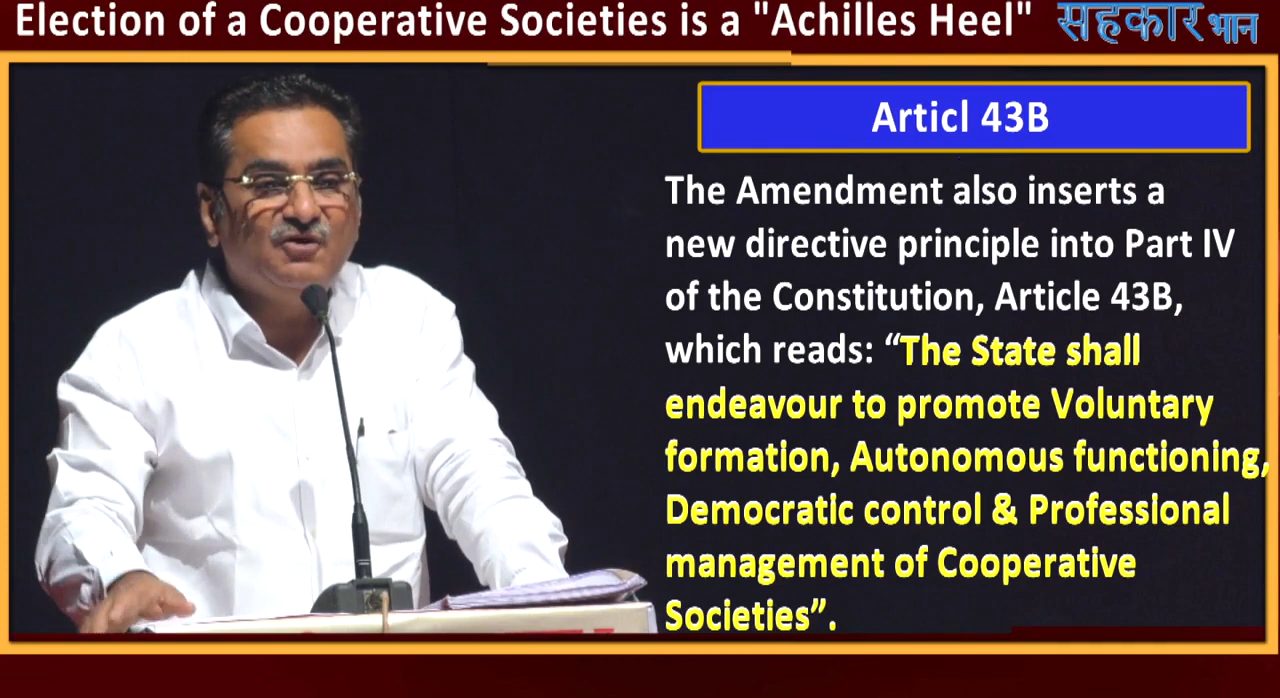 Election of a Cooperative Societies is a "Achilles Heel" सहकार भान
Articl 43B
The Amendment also inserts a
new directive principle into Part IV
of the Constitution, Article 43B,
which reads: “The State shall
endeavour to promote Voluntary
formation, Autonomous functioning,
Democratic control & Professional
management of Cooperative
Societies”.